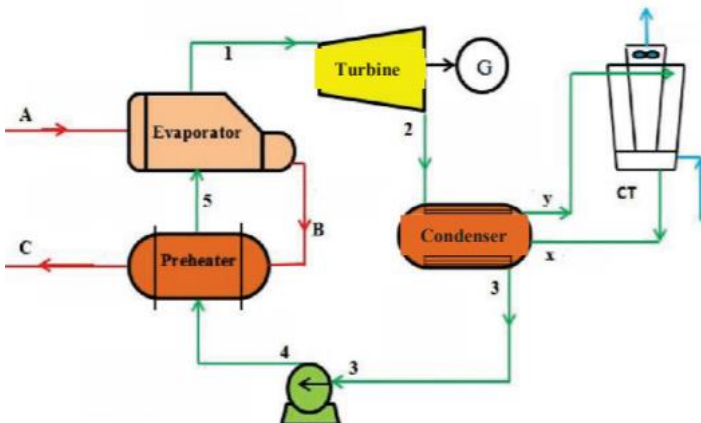 1
Turbine
G
A
Evaporator
2
CT
5
y
B
Condenser
C
Preheater
x
3
4
3